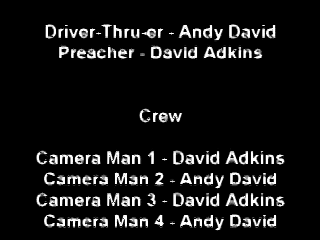 Driver-Thru-er - Andy David
Preacher - David Adkins
Crew
Camera Man 1 - David Adkins
Camera Man 2 - Andy David
Camera Man 3 - David Adkins
Camera Man 4 - Andy David